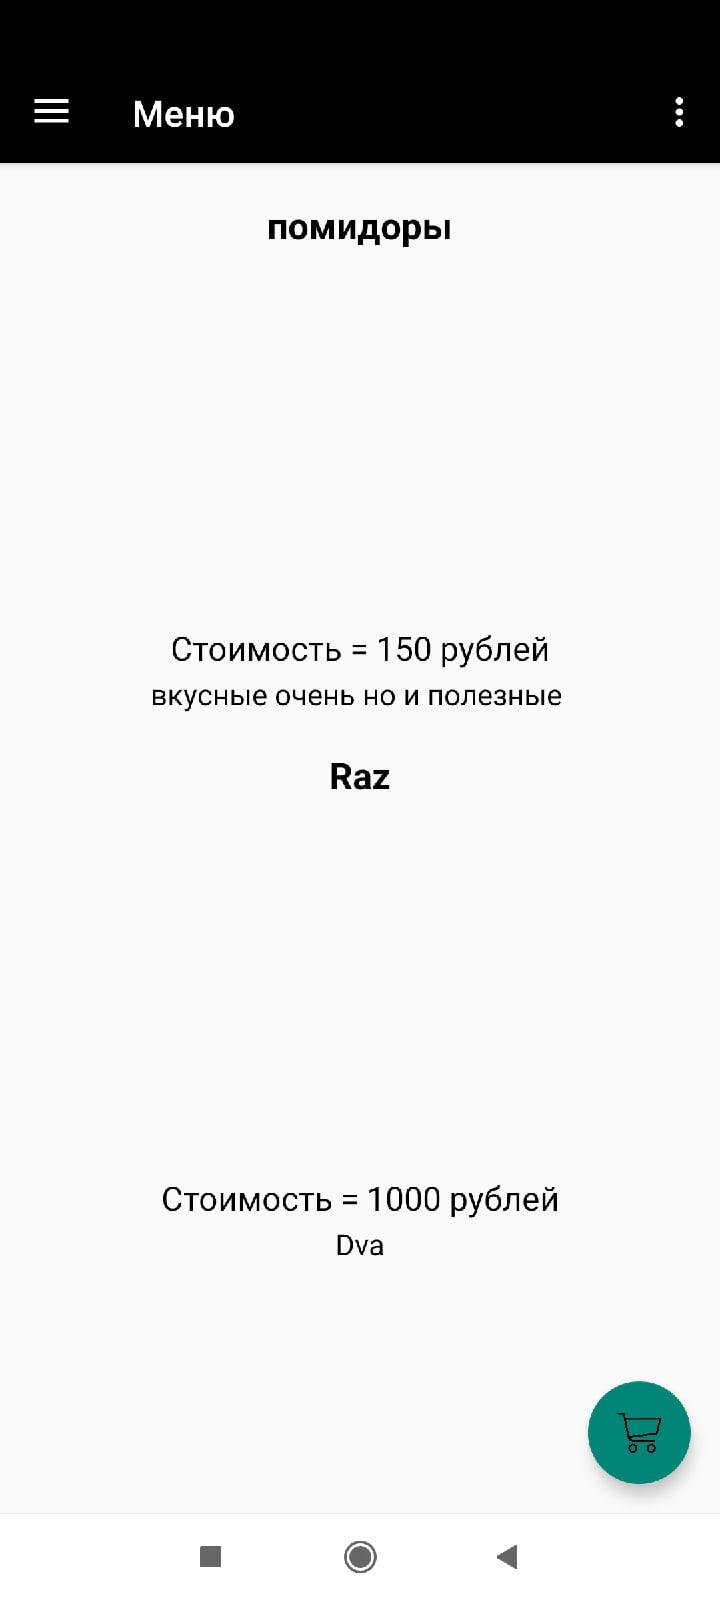 Меню
помидоры
Стоимость = 150 рублей
вкусные очень но и полезные
Raz
Стоимость = 1000 рублей
Dva